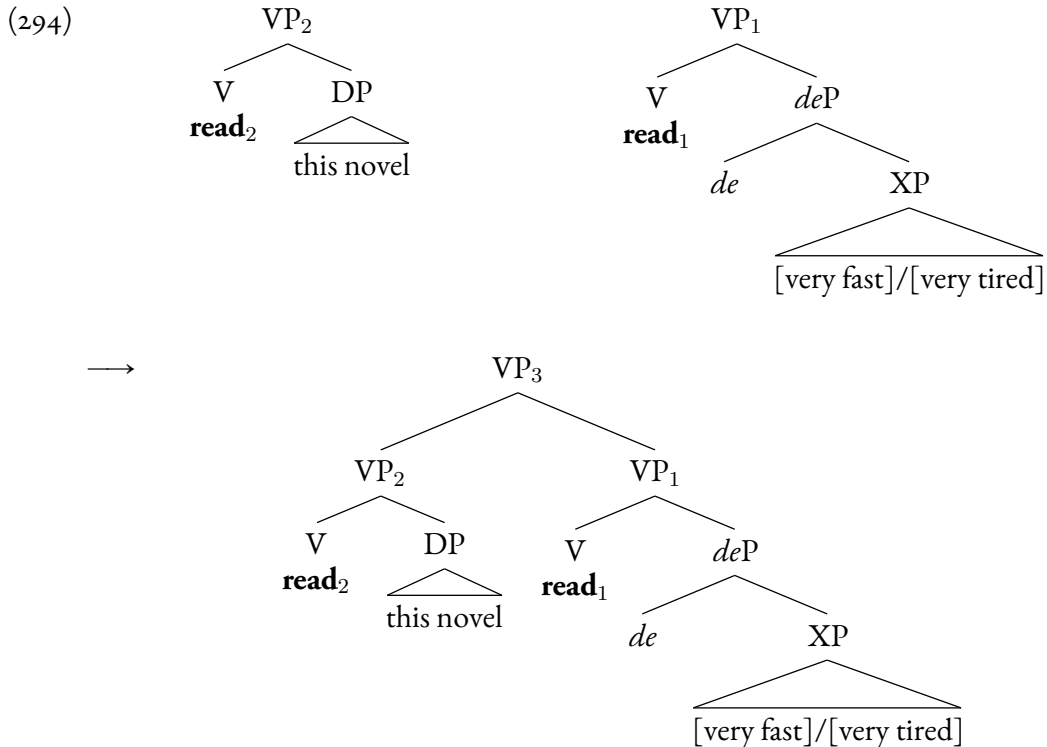 (294) VP₂ VP₁
V DP V deP
read₂ read₁
this novel de XP
[very fast]/[very tired]
⟶ VP₃
VP₂ VP₁
V DP V deP
read₂ read₁
this novel de XP
[very fast]/[very tired]